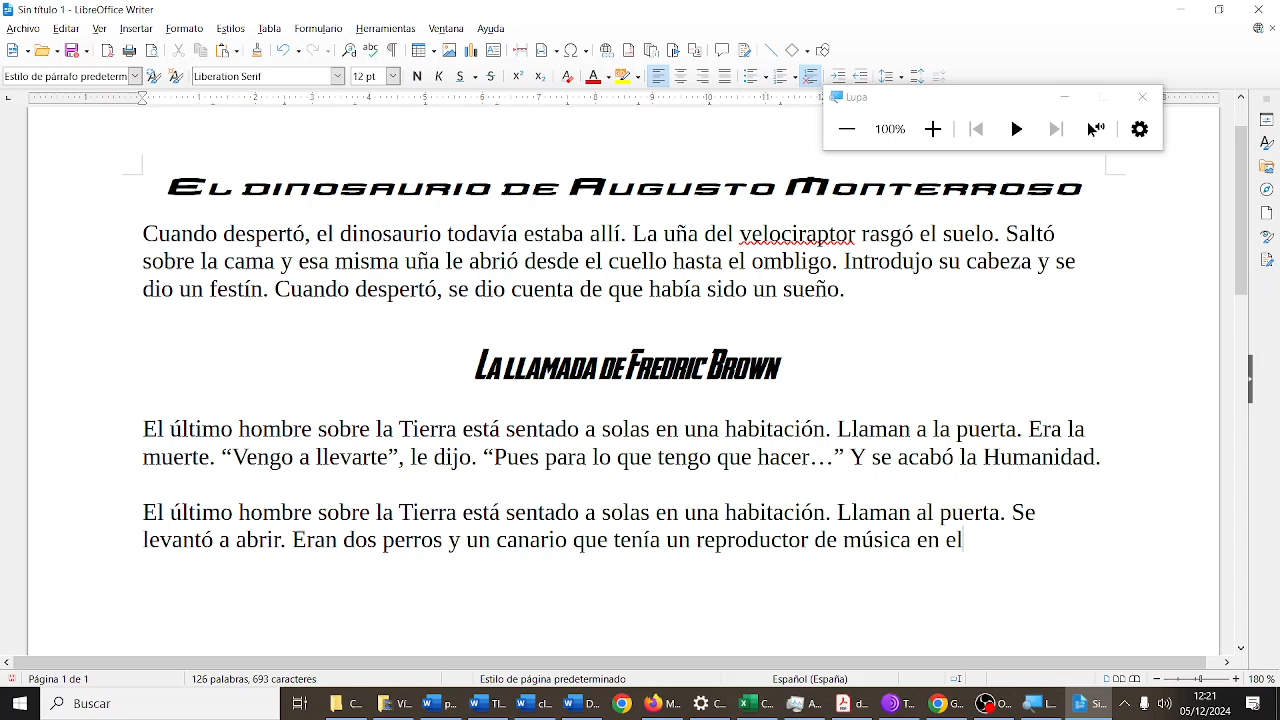 Sin título 1 - LibreOffice Writer
Archivo Editar Ver Insertar Formato Estilos Tabla Formulario Herramientas Ventana Ayuda
Liberation Serif 12 pt N K S S
Lupa
100%
El dinosaurio de Augusto Monterroso
Cuando despertó, el dinosaurio todavía estaba allí. La uña del velociraptor rasgó el suelo. Saltó
sobre la cama y esa misma uña le abrió desde el cuello hasta el ombligo. Introdujo su cabeza y se
dio un festín. Cuando despertó, se dio cuenta de que había sido un sueño.
La llamada de Fredric Brown
El último hombre sobre la Tierra está sentado a solas en una habitación. Llaman a la puerta. Era la
muerte. “Vengo a llevarte”, le dijo. “Pues para lo que tengo que hacer…” Y se acabó la Humanidad.
El último hombre sobre la Tierra está sentado a solas en una habitación. Llaman al puerta. Se
levantó a abrir. Eran dos perros y un canario que tenía un reproductor de música en el
Página 1 de 1 126 palabras, 693 caracteres Estilo de página predeterminado Español (España) 180 %
Buscar 12:21
05/12/2024